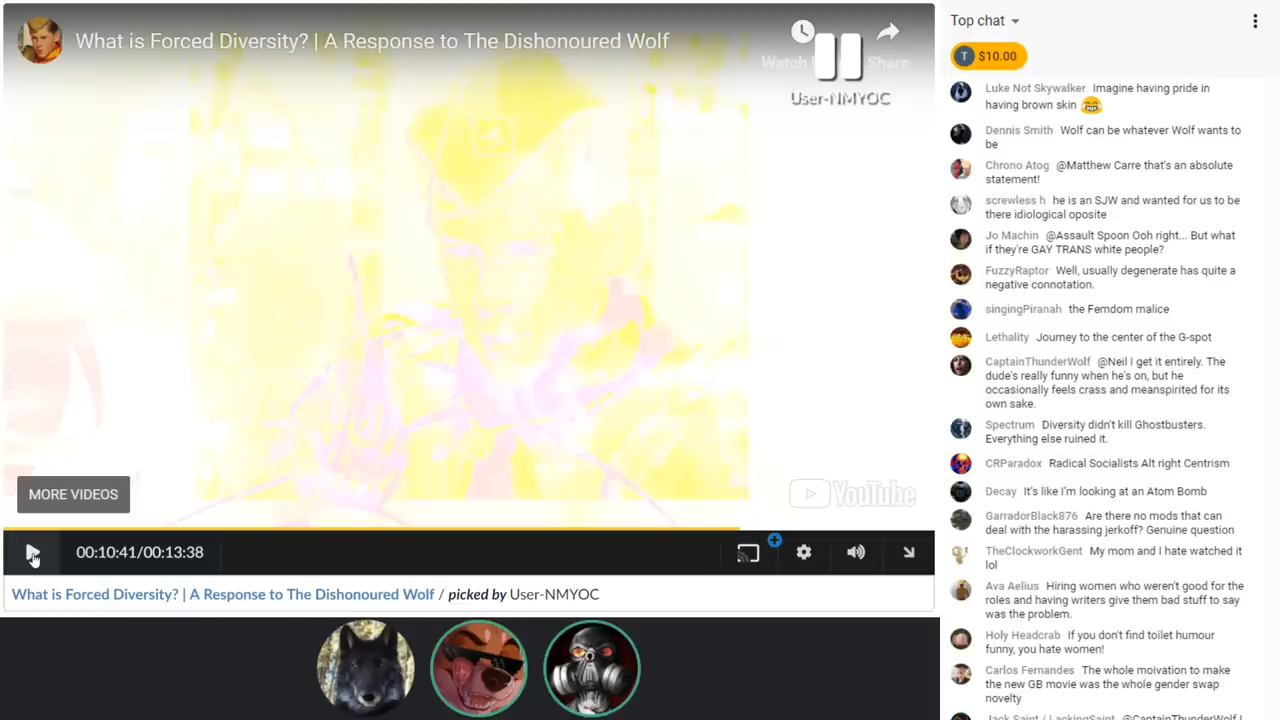 What is Forced Diversity? | A Response to The Dishonoured Wolf
Watch Share
User-NMYOC
MORE VIDEOS
YouTube
00:10:41/00:13:38
What is Forced Diversity? | A Response to The Dishonoured Wolf / picked by User-NMYOC
Top chat
T $10.00
Luke Not Skywalker Imagine having pride in
having brown skin 😂
Dennis Smith Wolf can be whatever Wolf wants to
be
Chrono Atog @Matthew Carre that's an absolute
statement!
screwless h he is an SJW and wanted for us to be
there idiological oposite
Jo Machin @Assault Spoon Ooh right... But what
if they're GAY TRANS white people?
FuzzyRaptor Well, usually degenerate has quite a
negative connotation.
singingPiranah the Femdom malice
Lethality Journey to the center of the G-spot
CaptainThunderWolf @Neil I get it entirely. The
dude's really funny when he's on, but he
occasionally feels crass and meanspirited for its
own sake.
Spectrum Diversity didn't kill Ghostbusters.
Everything else ruined it.
CRParadox Radical Socialists Alt right Centrism
Decay It's like I'm looking at an Atom Bomb
GarradorBlack876 Are there no mods that can
deal with the harassing jerkoff? Genuine question
TheClockworkGent My mom and I hate watched it
lol
Ava Aelius Hiring women who weren't good for the
roles and having writers give them bad stuff to say
was the problem.
Holy Headcrab If you don't find toilet humour
funny, you hate women!
Carlos Fernandes The whole moivation to make
the new GB movie was the whole gender swap
novelty
Jack Saint / LackingSaint @CaptainThunderWolf I